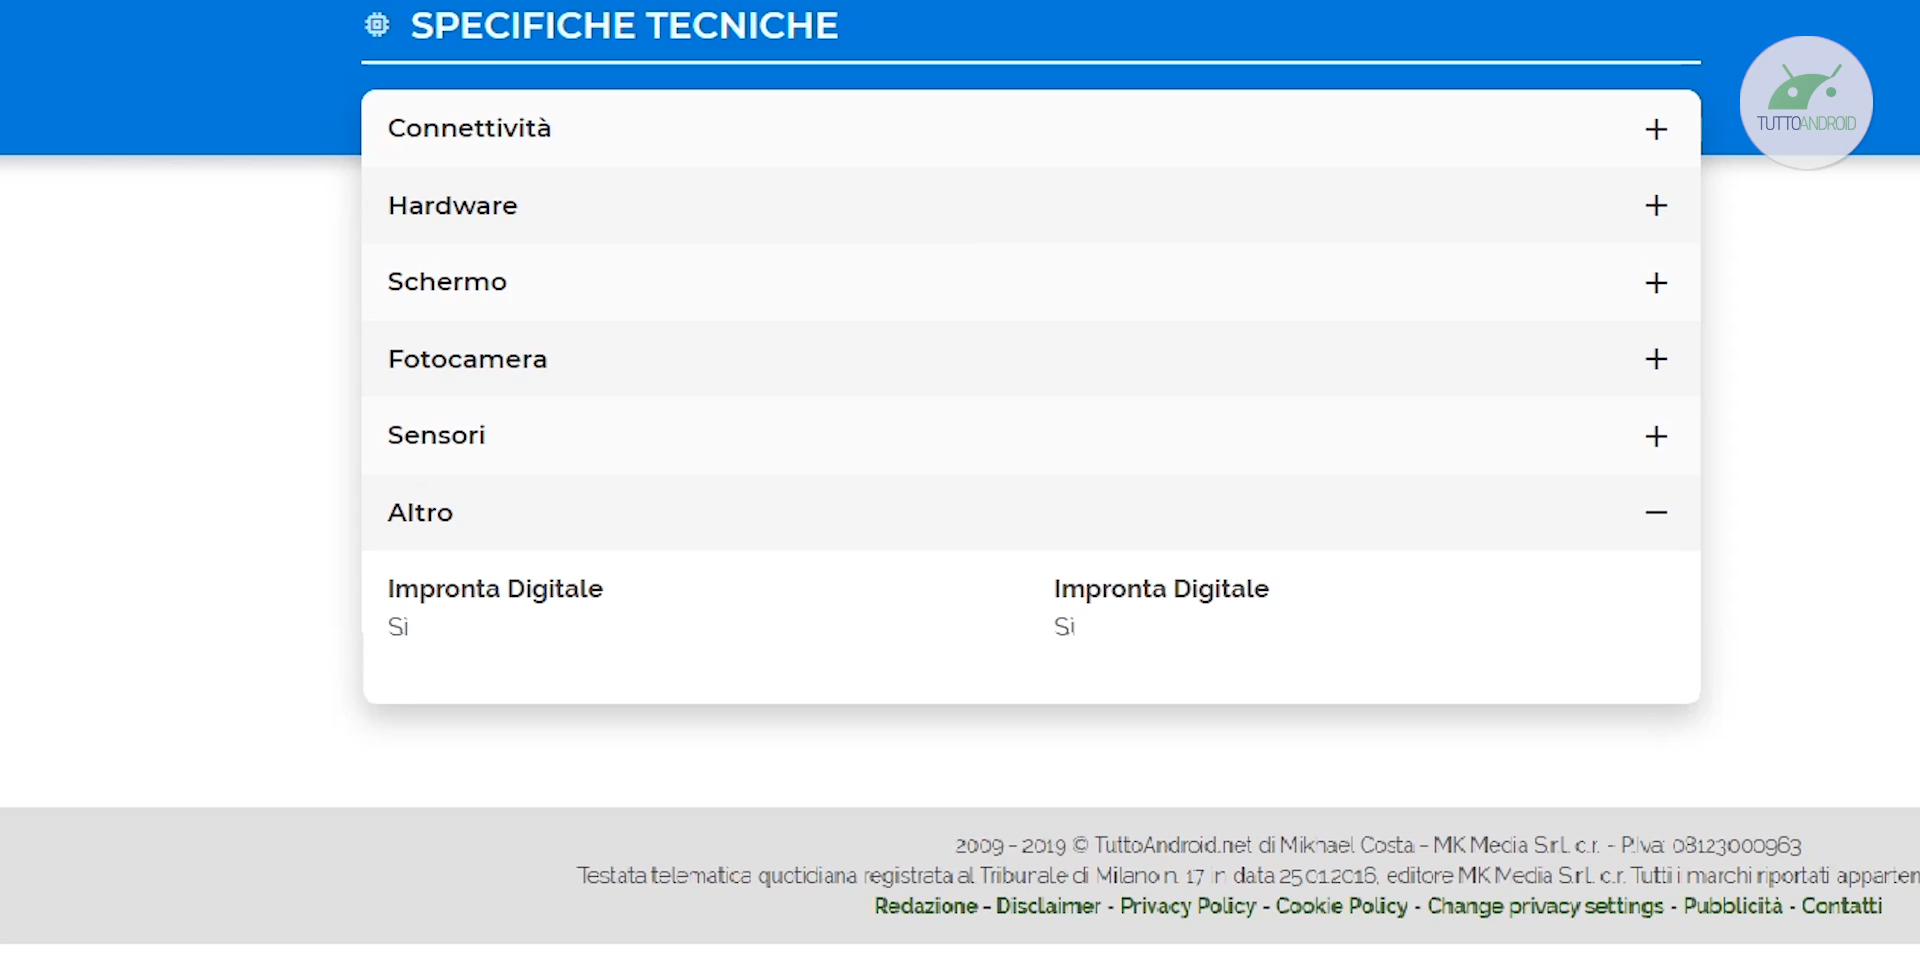 SPECIFICHE TECNICHE
TUTTOANDROID
Connettività
Hardware
Schermo
Fotocamera
Sensori
Altro
Impronta Digitale
Impronta Digitale
Sì
Sì
2009 - 2019 © TuttoAndroid.net di Mikhael Costa - MK Media S.r.l. c.r. - P.Iva: 08123000963
Testata telematica quotidiana registrata al Tribunale di Milano n. 17 in data 25.01.2016, editore MK Media S.r.l. c.r. Tutti i marchi riportati apparten
Redazione - Disclaimer - Privacy Policy - Cookie Policy - Change privacy settings - Pubblicità - Contatti